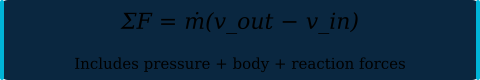 ΣF = ṁ(v_out − v_in)
Includes pressure + body + reaction forces